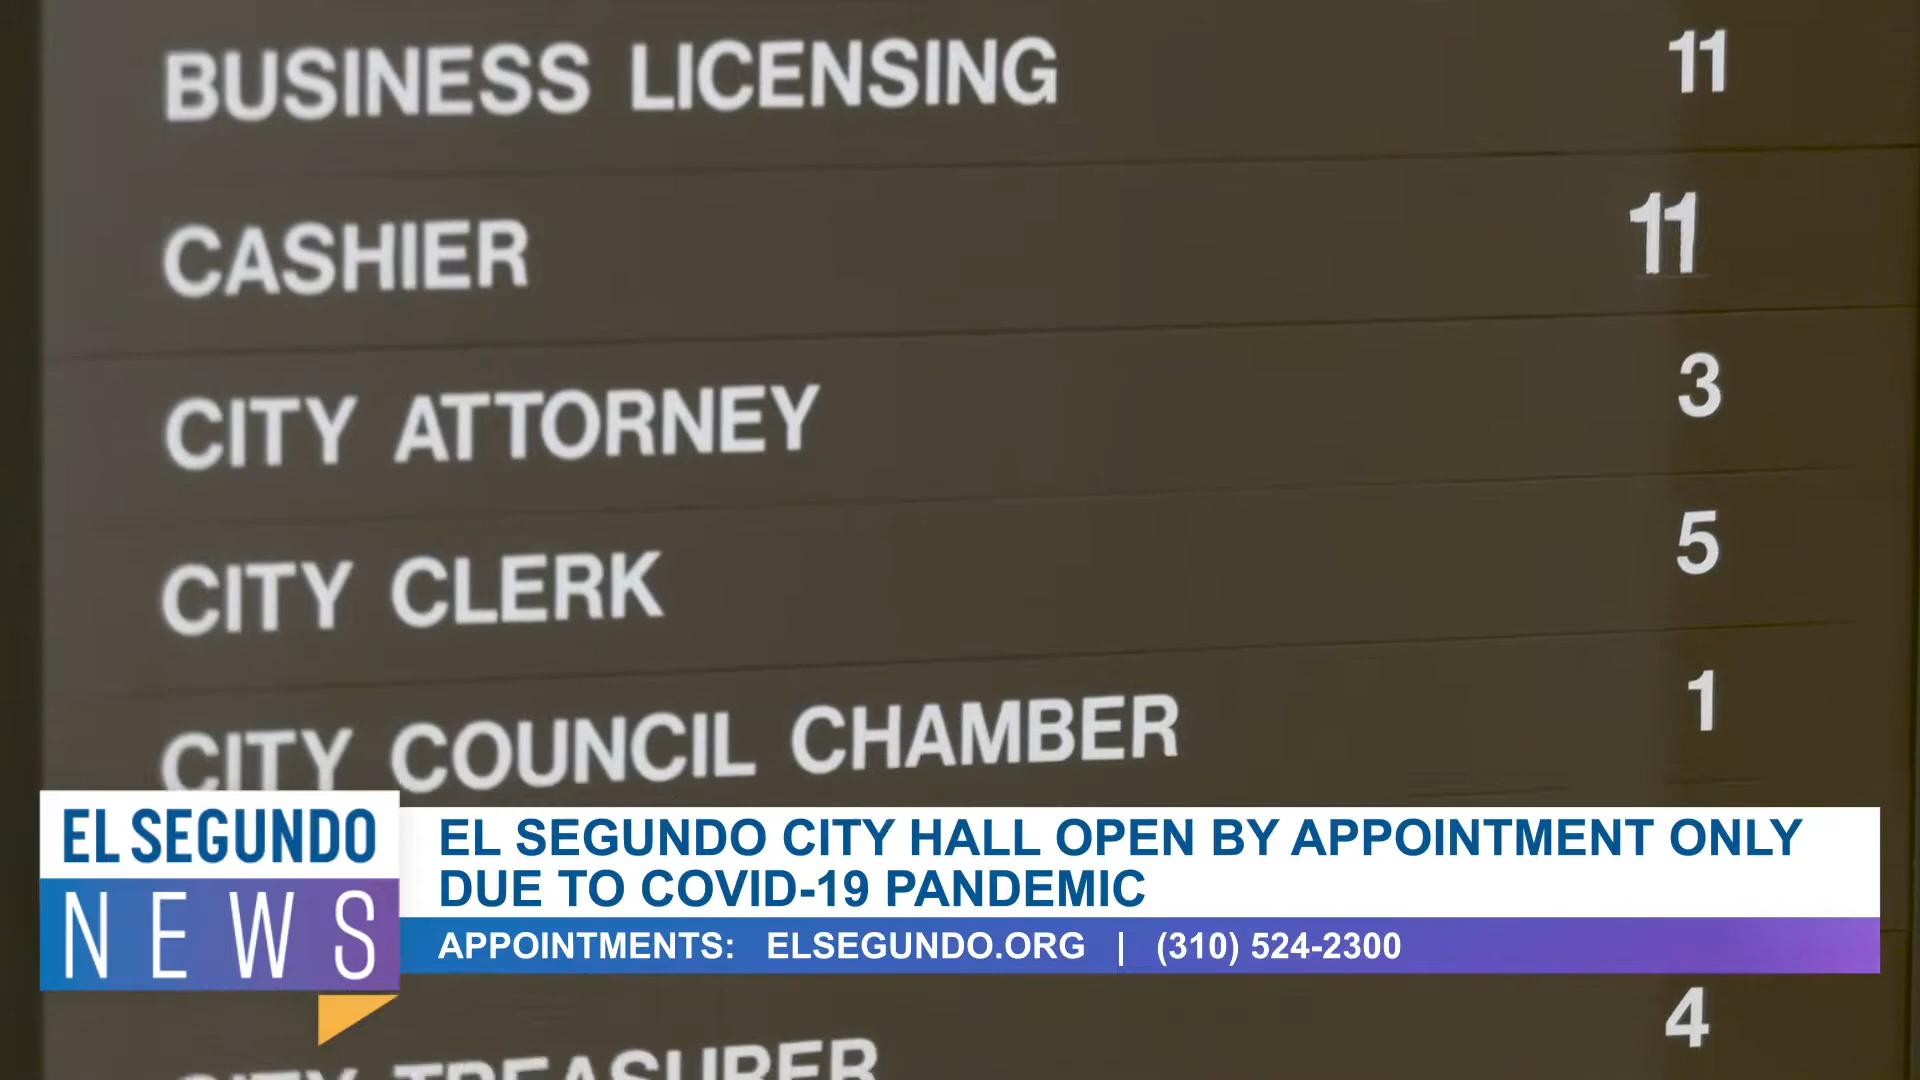 BUSINESS LICENSING 11
CASHIER 11
CITY ATTORNEY 3
CITY CLERK 5
CITY COUNCIL CHAMBER 1
EL SEGUNDO
NEWS
EL SEGUNDO CITY HALL OPEN BY APPOINTMENT ONLY
DUE TO COVID-19 PANDEMIC
APPOINTMENTS: ELSEGUNDO.ORG | (310) 524-2300
CITY TREASURER 4